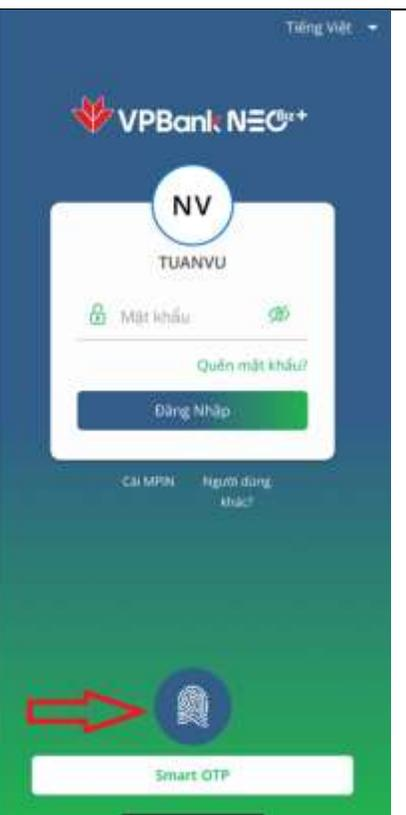 Tiếng Việt
VPBank NEO Biz+
NV
TUANVU
Mật khẩu
Quên mật khẩu?
Đăng Nhập
Cài MPIN
Người dùng
khác?
Smart OTP